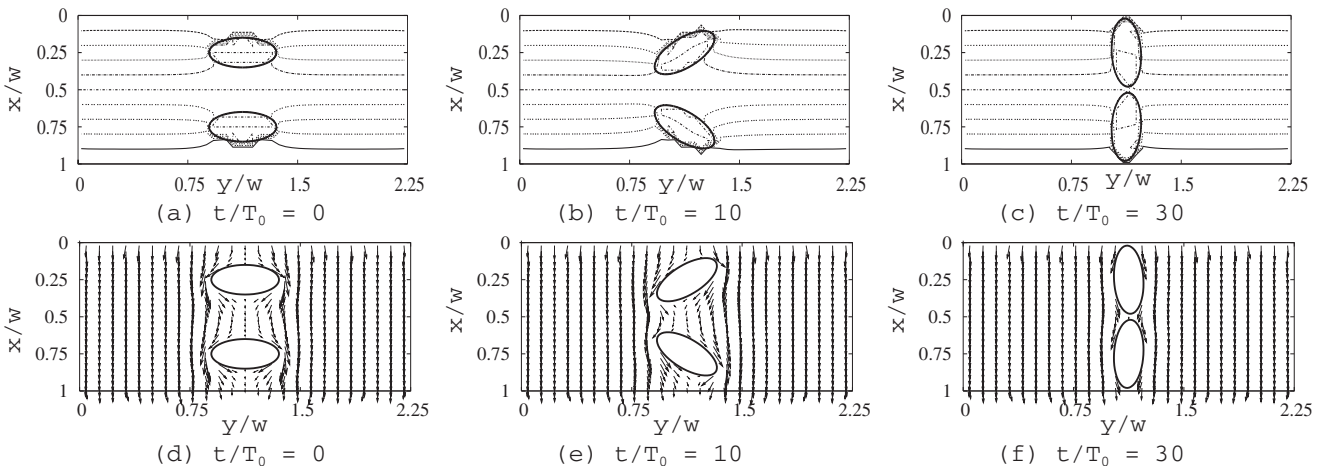 0
0.25
x/w
0.5
0.75
1
0 0.75 y/w 1.5 2.25
(a) t/T0 = 0
0
0.25
x/w
0.5
0.75
1
0 0.75 y/w 1.5 2.25
(b) t/T0 = 10
0
0.25
x/w
0.5
0.75
1
0 0.75 y/w 1.5 2.25
(c) t/T0 = 30
0
0.25
x/w
0.5
0.75
1
0 0.75 1.5 2.25
y/w
(d) t/T0 = 0
0
0.25
x/w
0.5
0.75
1
0 0.75 1.5 2.25
y/w
(e) t/T0 = 10
0
0.25
x/w
0.5
0.75
1
0 0.75 1.5 2.25
y/w
(f) t/T0 = 30